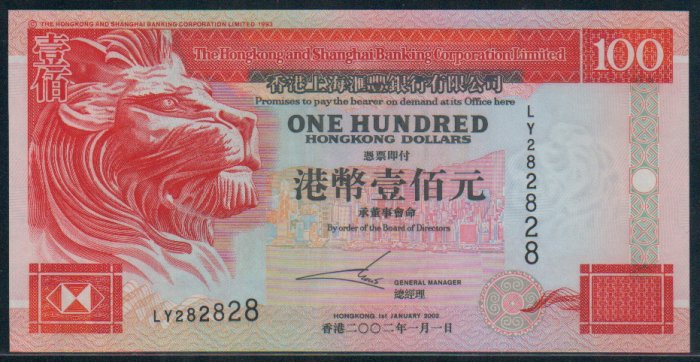 © THE HONGKONG AND SHANGHAI BANKING CORPORATION LIMITED 1993
壹佰
The Hongkong and Shanghai Banking Corporation Limited
100
香港上海滙豐銀行有限公司
Promises to pay the bearer on demand at its Office here
ONE HUNDRED
HONGKONG DOLLARS
憑票即付
港幣壹佰元
承董事會命
By order of the Board of Directors
LY282828
GENERAL MANAGER
總經理
LY282828
HONGKONG 1st JANUARY 2002
香港二〇〇二年一月一日